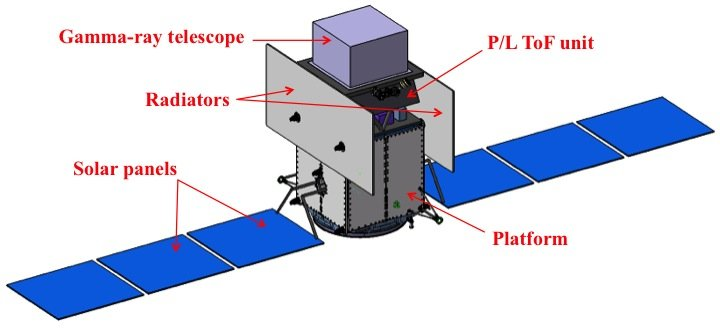 Gamma-ray telescope
P/L ToF unit
Radiators
Solar panels
Platform